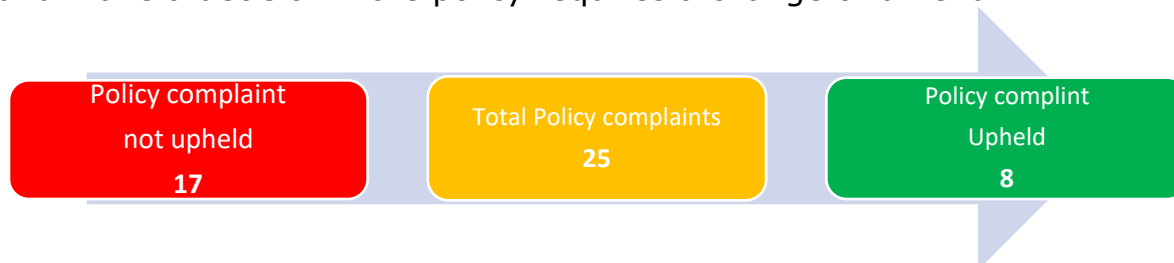 Policy complaint
not upheld
17
Total Policy complaints
25
Policy complint
Upheld
8